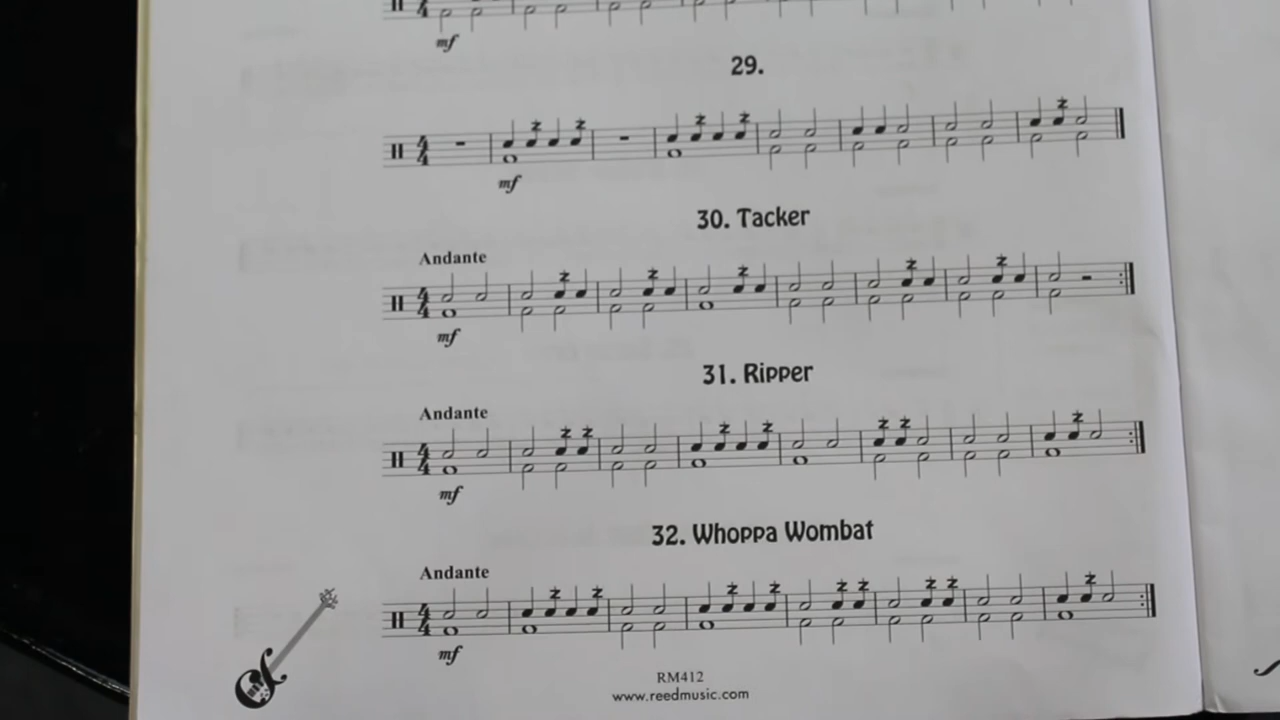 mf
29.
mf
30. Tacker
Andante
mf
31. Ripper
Andante
mf
32. Whoppa Wombat
Andante
mf
RM412
www.reedmusic.com